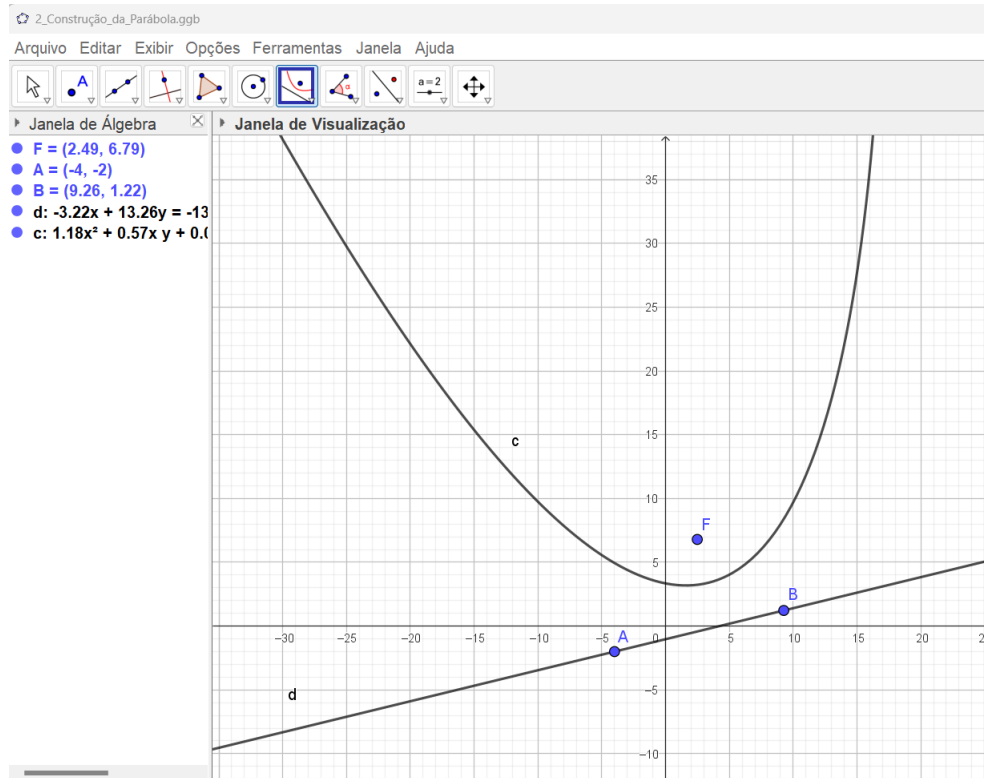 2_Construção_da_Parábola.ggb
Arquivo Editar Exibir Opções Ferramentas Janela Ajuda
A
α
a = 2
Janela de Álgebra
Janela de Visualização
F = (2.49, 6.79)
A = (-4, -2)
B = (9.26, 1.22)
d: -3.22x + 13.26y = -13
c: 1.18x² + 0.57x y + 0.0
35
30
25
20
15
c
10
F
5
B
A
−30 −25 −20 −15 −10 −5 0 5 10 15 20 2
d
−5
−10